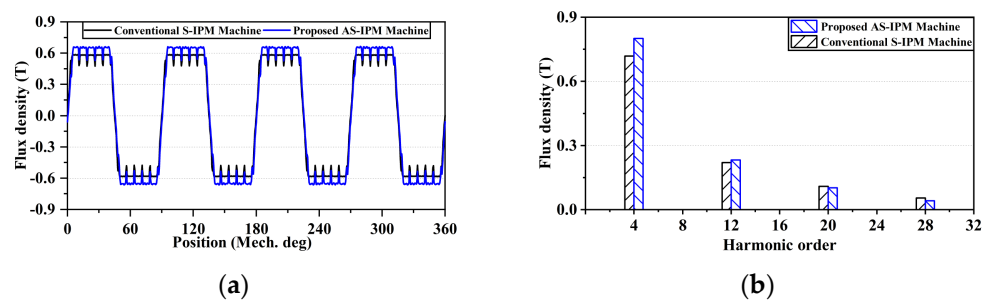 Conventional S-IPM Machine Proposed AS-IPM Machine
Flux density (T)
0.9
0.6
0.3
0.0
-0.3
-0.6
-0.9
0 60 120 180 240 300 360
Position (Mech. deg)
(a)
Proposed AS-IPM Machine
Conventional S-IPM Machine
Flux density (T)
0.9
0.6
0.3
0.0
4 8 12 16 20 24 28 32
Harmonic order
(b)